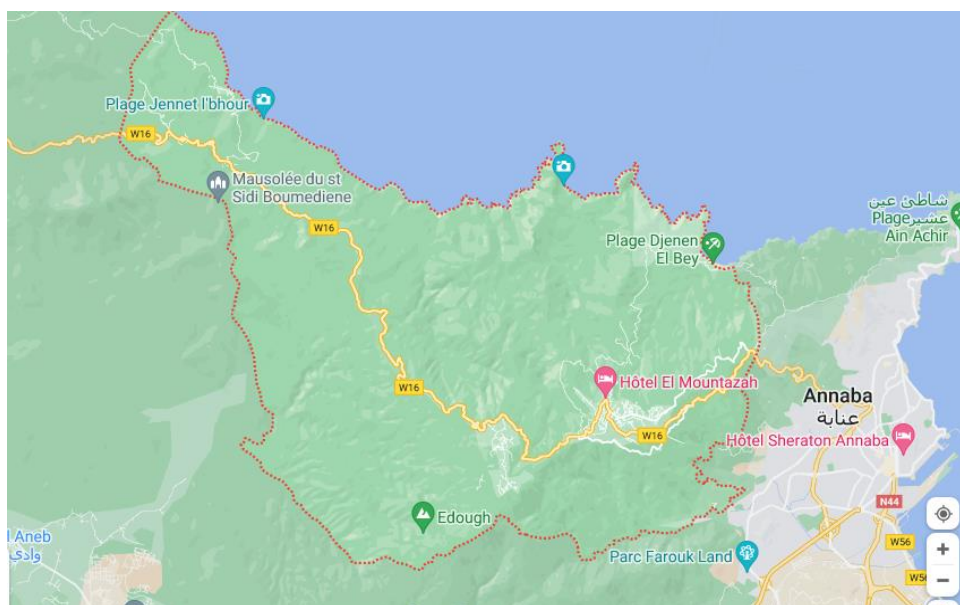 Plage Jennet l'bhour
W16
Mausolée du st
Sidi Boumediene
W16
شاطئ عين
عشير Plage
Ain Achir
Plage Djenen
El Bey
W16
Hôtel El Mountazah
Annaba
عنابة
W16
Hôtel Sheraton Annaba
N44
Edough
l Aneb
وادي
W56
Parc Farouk Land
W56